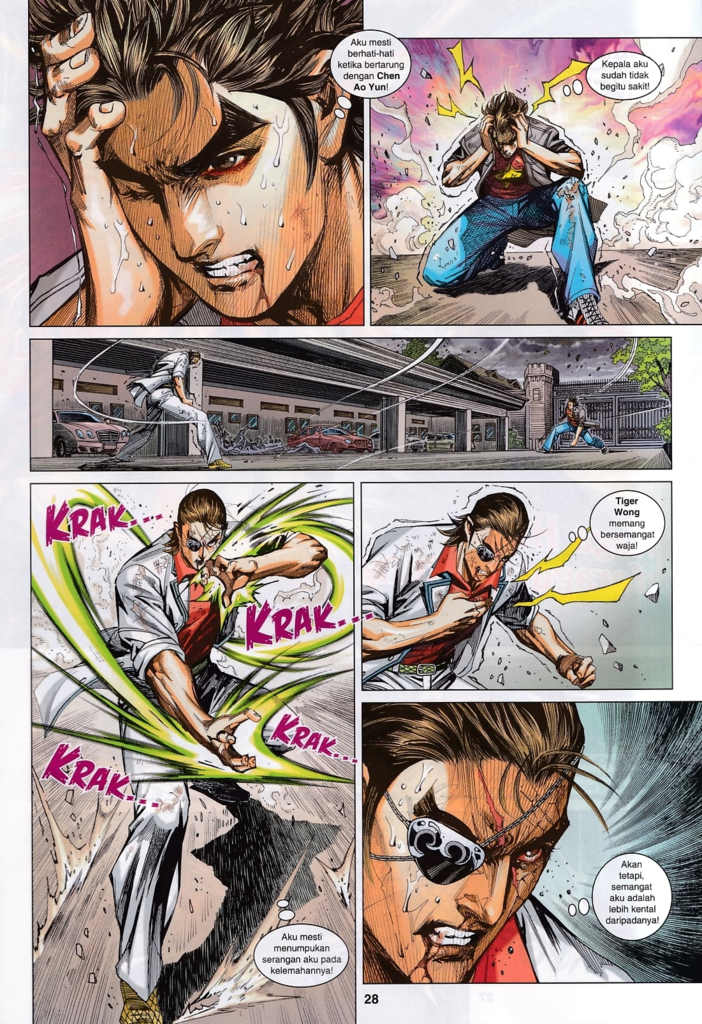 Aku mesti
berhati-hati
ketika bertarung
dengan Chen
Ao Yun!
Kepala aku
sudah tidak
begitu sakit!
KRAK...
KRAK...
KRAK...
KRAK...
Aku mesti
menumpukan
serangan aku pada
kelemahannya!
Tiger
Wong
memang
bersemangat
waja!
Akan
tetapi,
semangat
aku adalah
lebih kental
daripadanya!
28